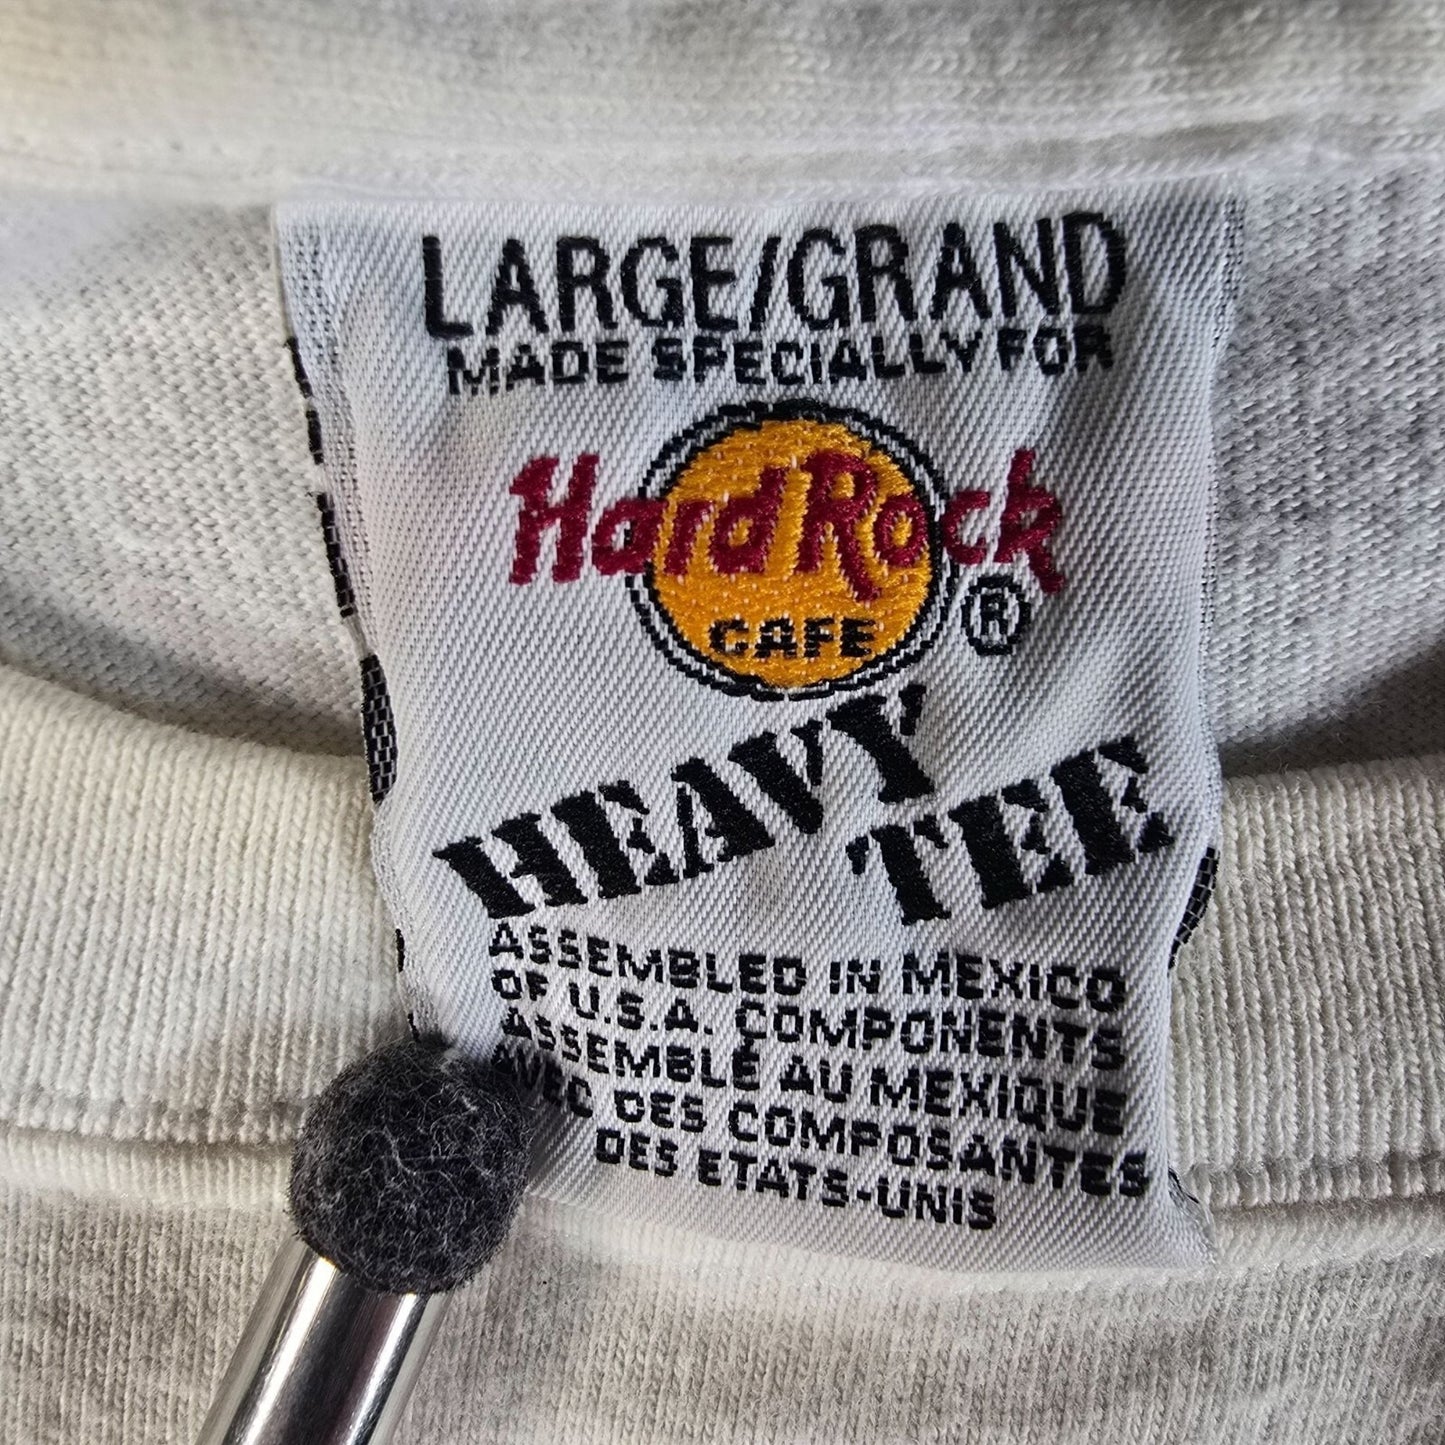 LARGE/GRAND
MADE SPECIALLY FOR
Hard Rock
CAFE ®
HEAVY
TEE
ASSEMBLED IN MEXICO
OF U.S.A. COMPONENTS
ASSEMBLÉ AU MEXIQUE
AVEC DES COMPOSANTES
DES ETATS-UNIS